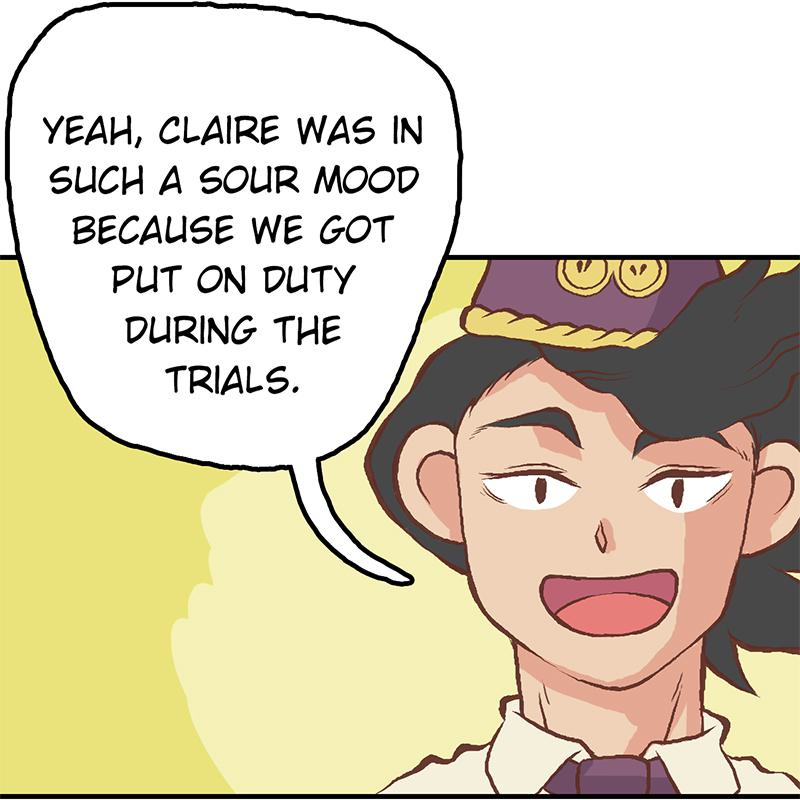 YEAH, CLAIRE WAS IN
SUCH A SOUR MOOD
BECAUSE WE GOT
PUT ON DUTY
DURING THE
TRIALS.